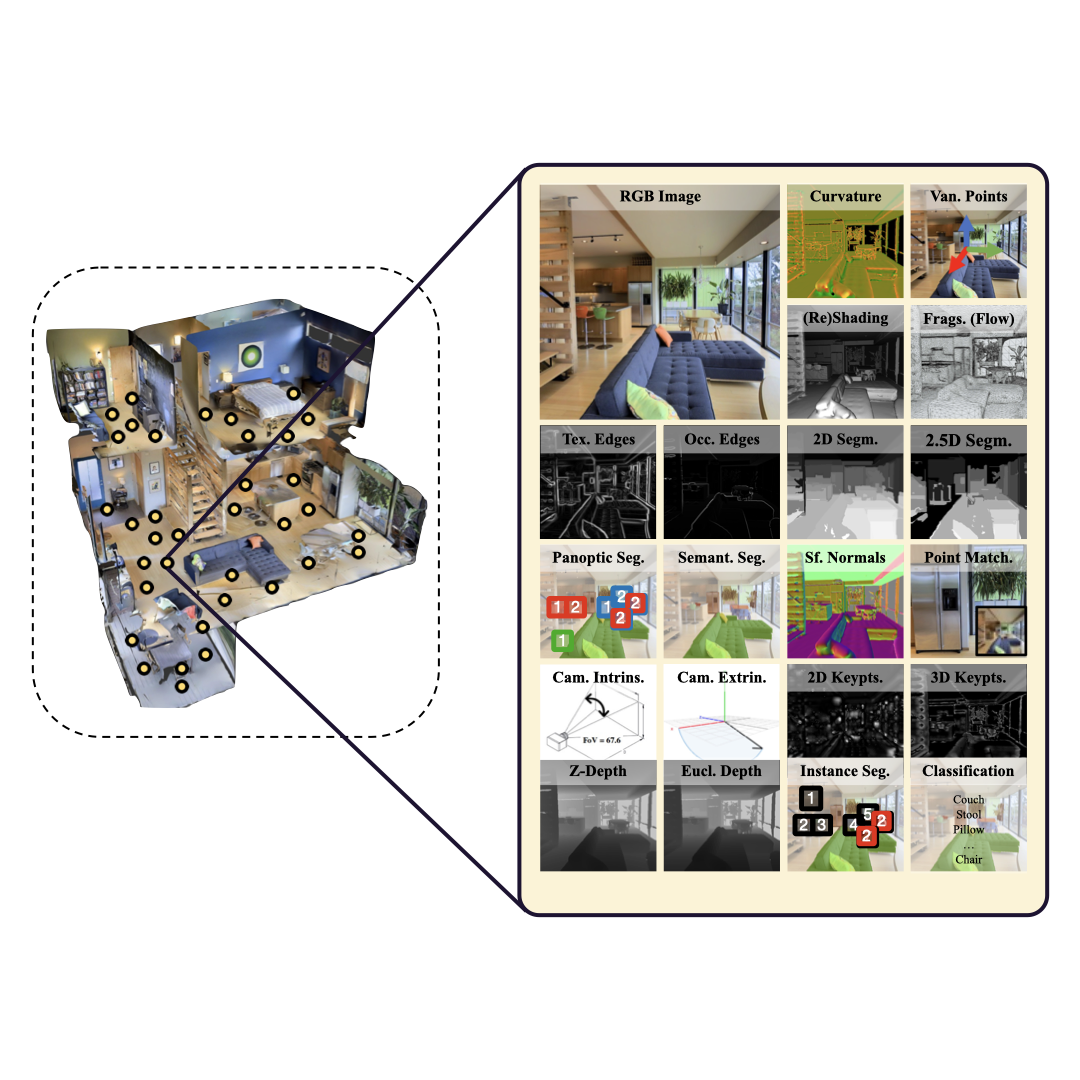 RGB Image
Curvature
Van. Points
(Re)Shading
Frags. (Flow)
Tex. Edges
Occ. Edges
2D Segm.
2.5D Segm.
Panoptic Seg.
Semant. Seg.
Sf. Normals
Point Match.
1 2
1
2
2
2
1
Cam. Intrins.
Cam. Extrin.
2D Keypts.
3D Keypts.
FoV = 67.6
Z-Depth
Eucl. Depth
Instance Seg.
Classification
1
2 3
4
5
2
2
Couch
Stool
Pillow
...
Chair